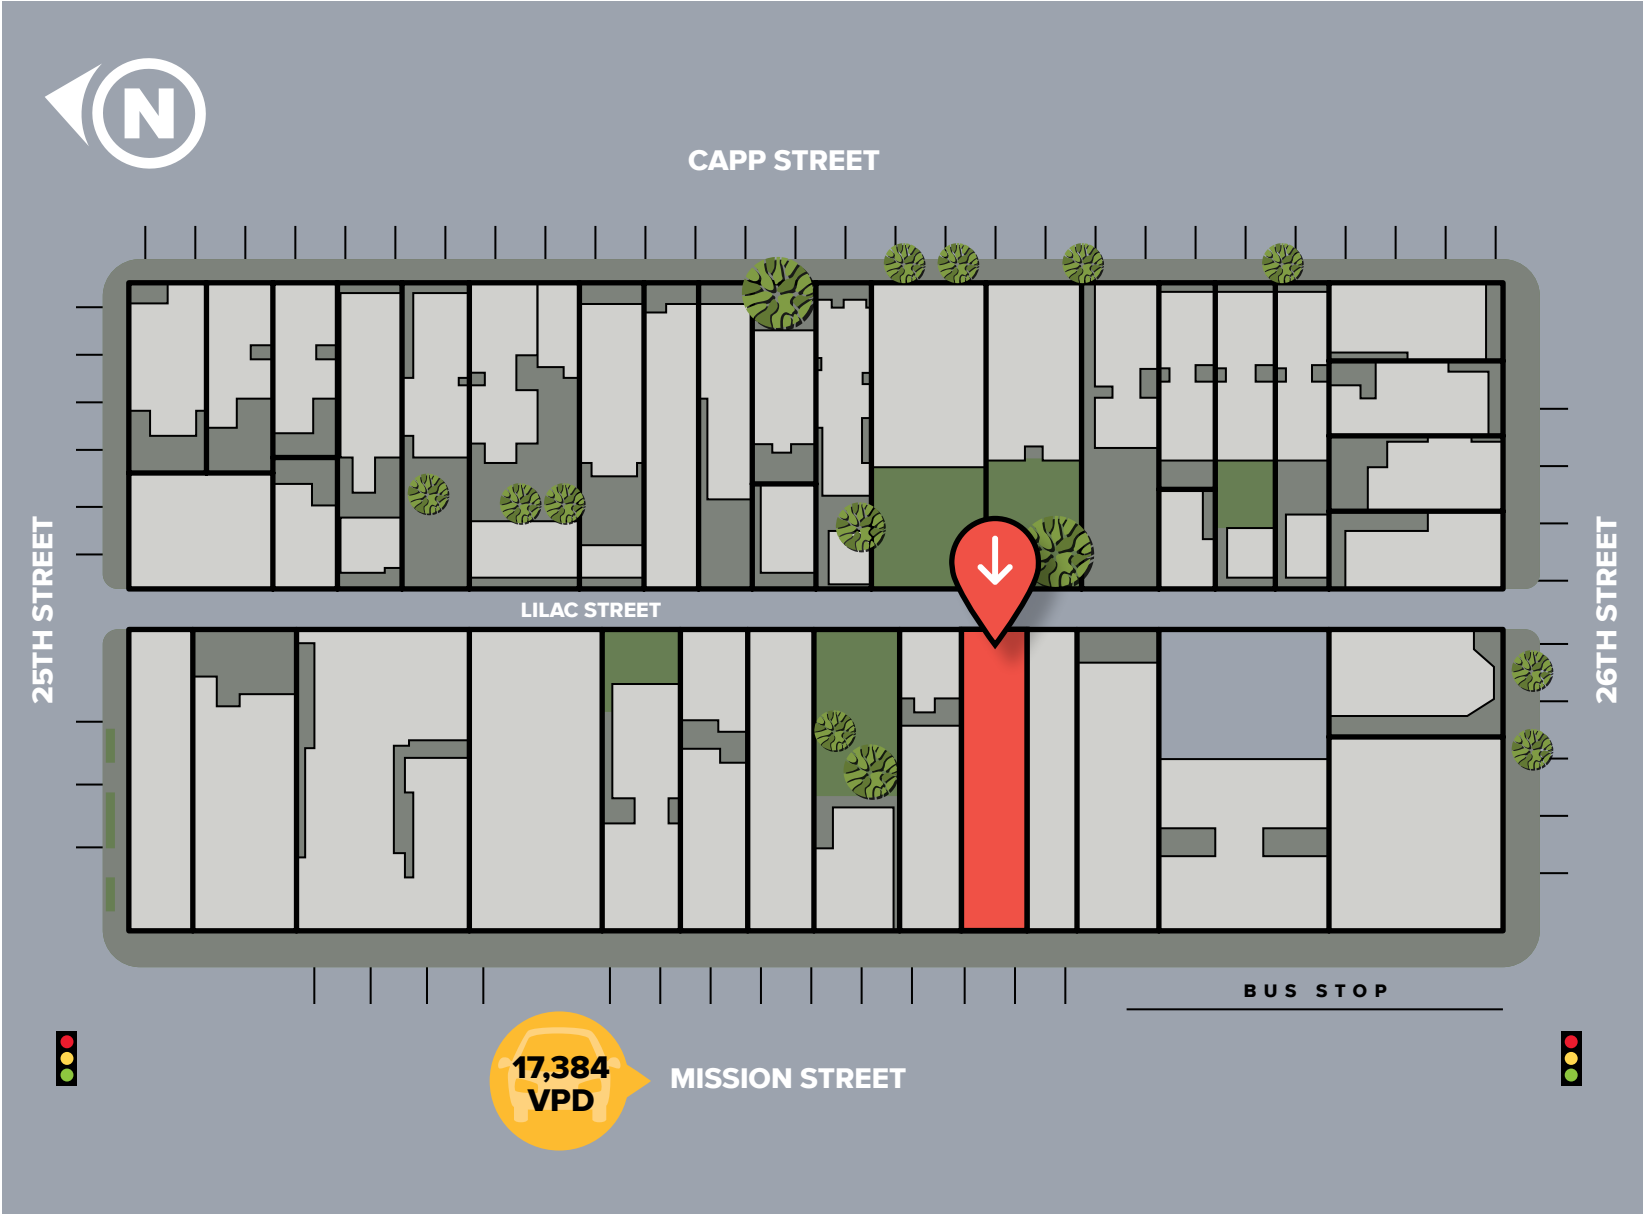 N
CAPP STREET
25TH STREET
LILAC STREET
26TH STREET
BUS STOP
17,384
VPD
MISSION STREET